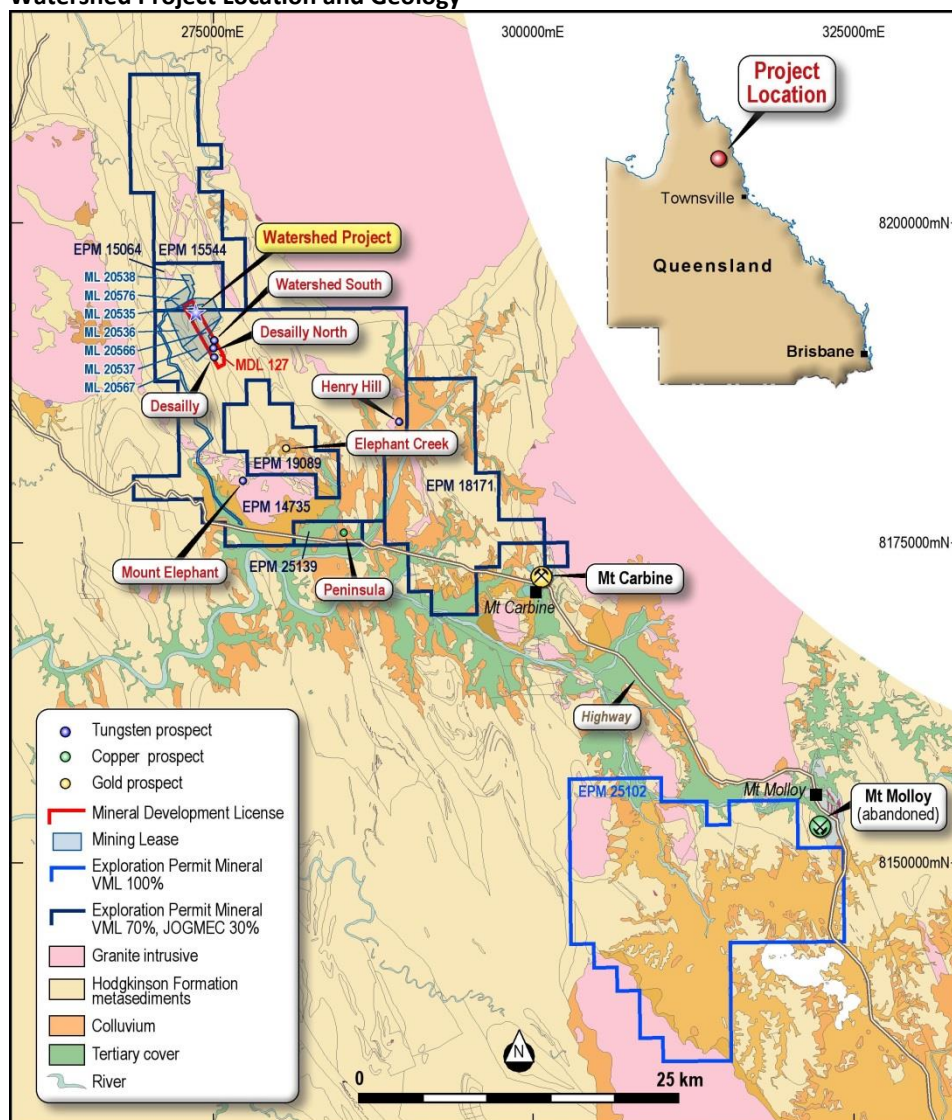 Watershed Project Location and Geology
275000mE
300000mE
325000mE
Project
Location
Townsville
8200000mN
Queensland
Brisbane
EPM 15064
EPM 15544
Watershed Project
ML 20538
ML 20576
ML 20535
ML 20536
ML 20566
ML 20537
ML 20567
Watershed South
Desailly North
MDL 127
Desailly
Henry Hill
Elephant Creek
EPM 19089
EPM 18171
EPM 14735
Mount Elephant
EPM 25139
Peninsula
8175000mN
Mt Carbine
Mt Carbine
Highway
EPM 25102
Mt Molloy
Mt Molloy
(abandoned)
8150000mN
Tungsten prospect
Copper prospect
Gold prospect
Mineral Development License
Mining Lease
Exploration Permit Mineral
VML 100%
Exploration Permit Mineral
VML 70%, JOGMEC 30%
Granite intrusive
Hodgkinson Formation
metasediments
Colluvium
Tertiary cover
River
N
0
25 km